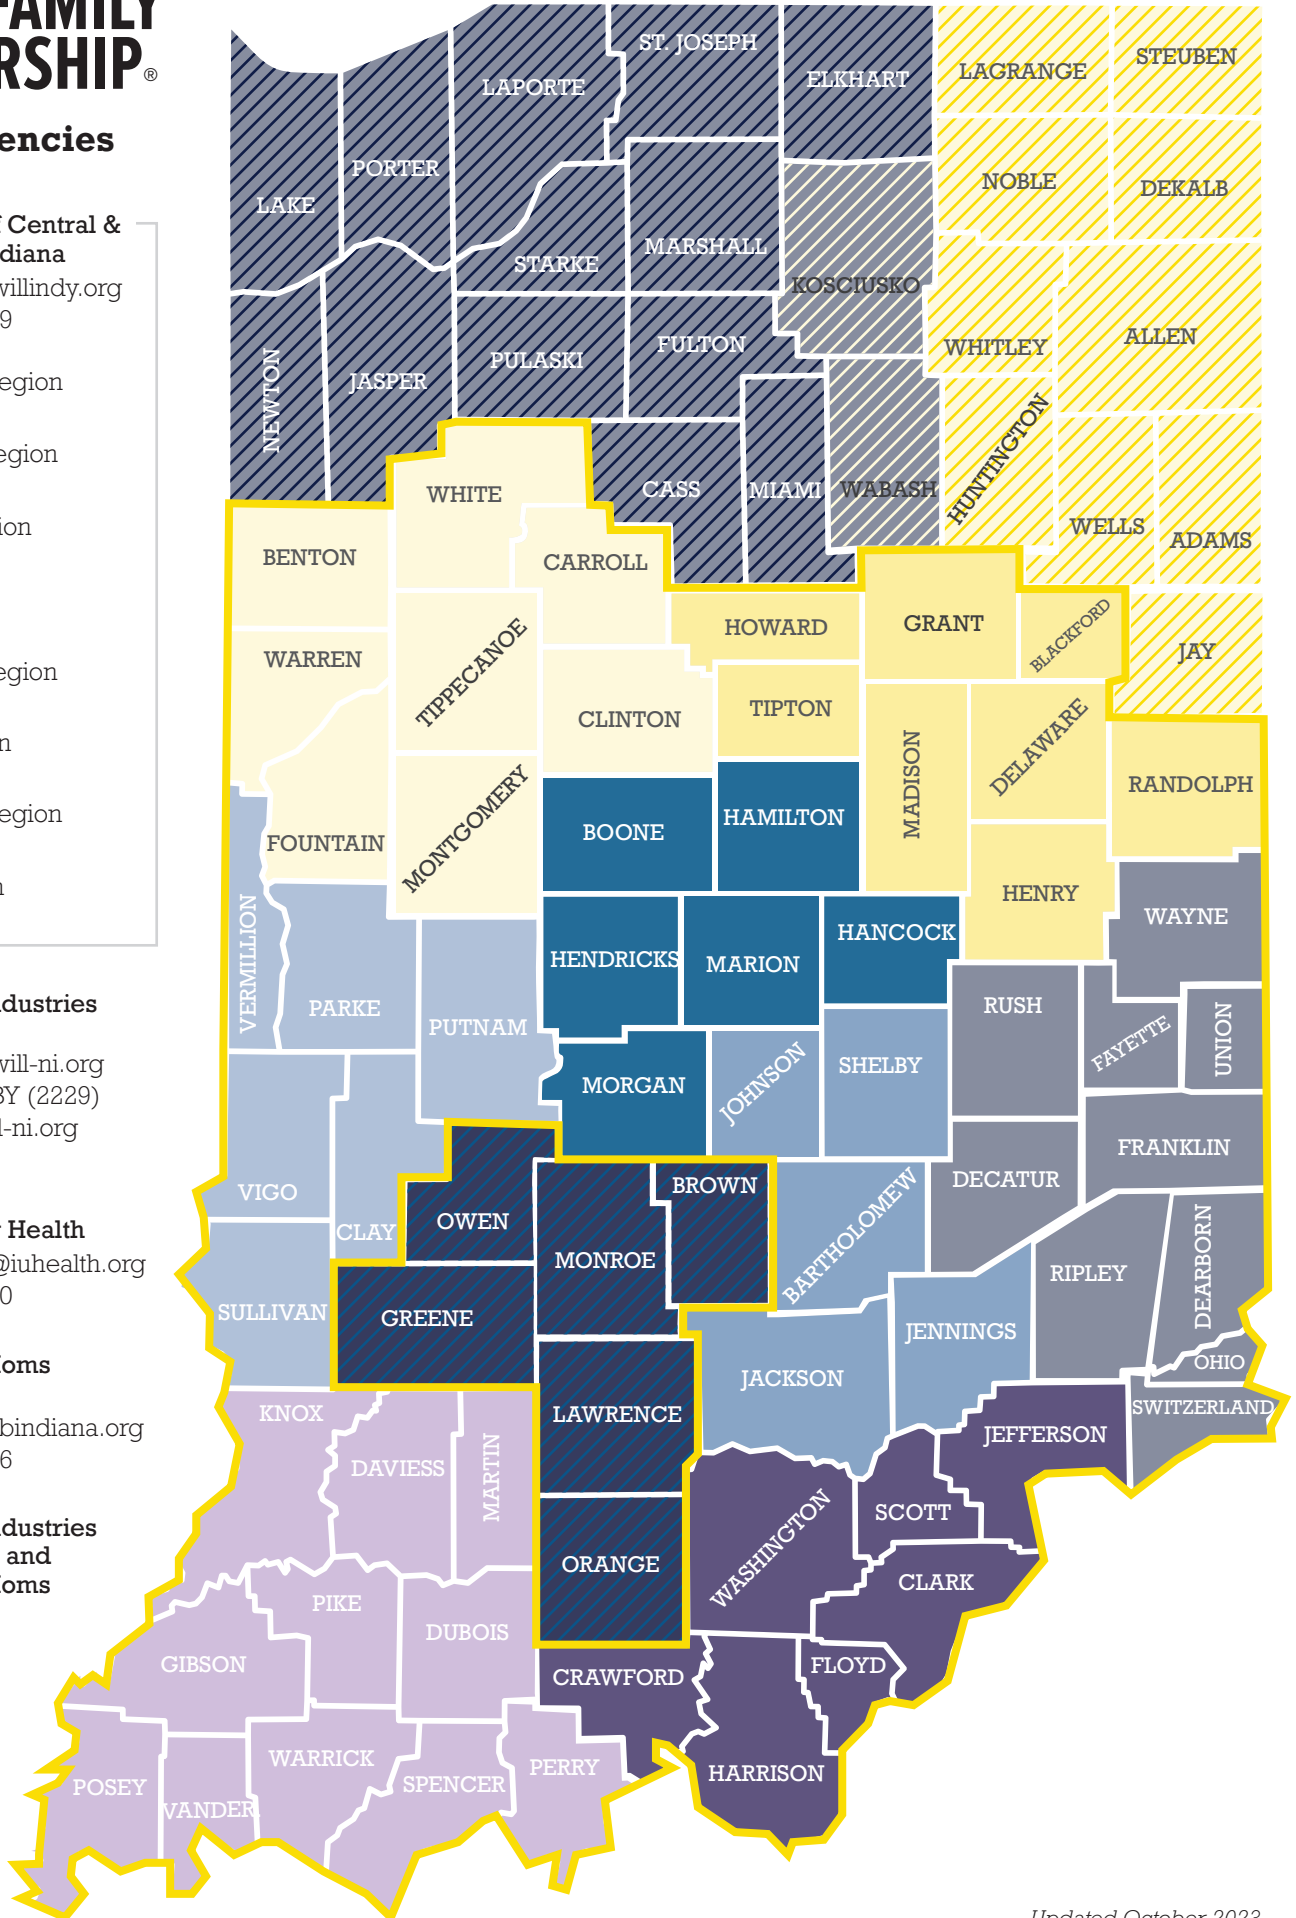 FAMILY
RSHIP®
encies
f Central &
diana
willindy.org
9
egion
egion
ion
egion
n
egion
n
ndustries
will-ni.org
BY (2229)
l-ni.org
r Health
@iuhealth.org
0
oms
bindiana.org
6
ndustries
and
oms
ST. JOSEPH
LAPORTE
ELKHART
LAGRANGE
STEUBEN
PORTER
LAKE
NOBLE
DEKALB
STARKE
MARSHALL
KOSCIUSKO
NEWTON
JASPER
PULASKI
FULTON
WHITLEY
ALLEN
WHITE
CASS
MIAMI
WABASH
HUNTINGTON
WELLS
ADAMS
BENTON
CARROLL
WARREN
TIPPECANOE
HOWARD
GRANT
BLACKFORD
JAY
CLINTON
TIPTON
MADISON
DELAWARE
RANDOLPH
FOUNTAIN
MONTGOMERY
BOONE
HAMILTON
HENRY
WAYNE
VERMILLION
PARKE
PUTNAM
HENDRICKS
MARION
HANCOCK
RUSH
FAYETTE
UNION
MORGAN
JOHNSON
SHELBY
FRANKLIN
VIGO
CLAY
OWEN
MONROE
BROWN
BARTHOLOMEW
DECATUR
SULLIVAN
GREENE
JACKSON
JENNINGS
RIPLEY
DEARBORN
OHIO
SWITZERLAND
KNOX
DAVIESS
MARTIN
LAWRENCE
JEFFERSON
SCOTT
WASHINGTON
ORANGE
CLARK
PIKE
DUBOIS
GIBSON
CRAWFORD
FLOYD
HARRISON
POSEY
VANDER.
WARRICK
SPENCER
PERRY
Updated October 2023